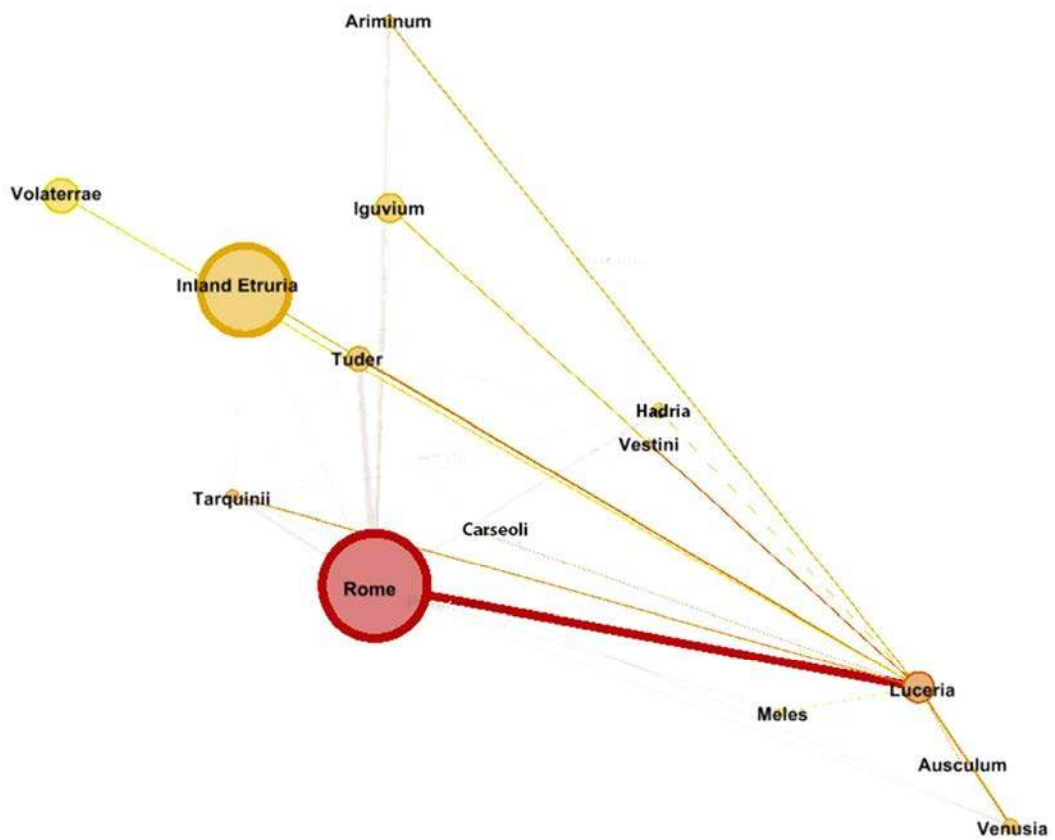 Ariminum
Volaterrae
Iguvium
Inland Etruria
Tuder
Hadria
Vestini
Tarquinii
Carseoli
Rome
Luceria
Meles
Ausculum
Venusia